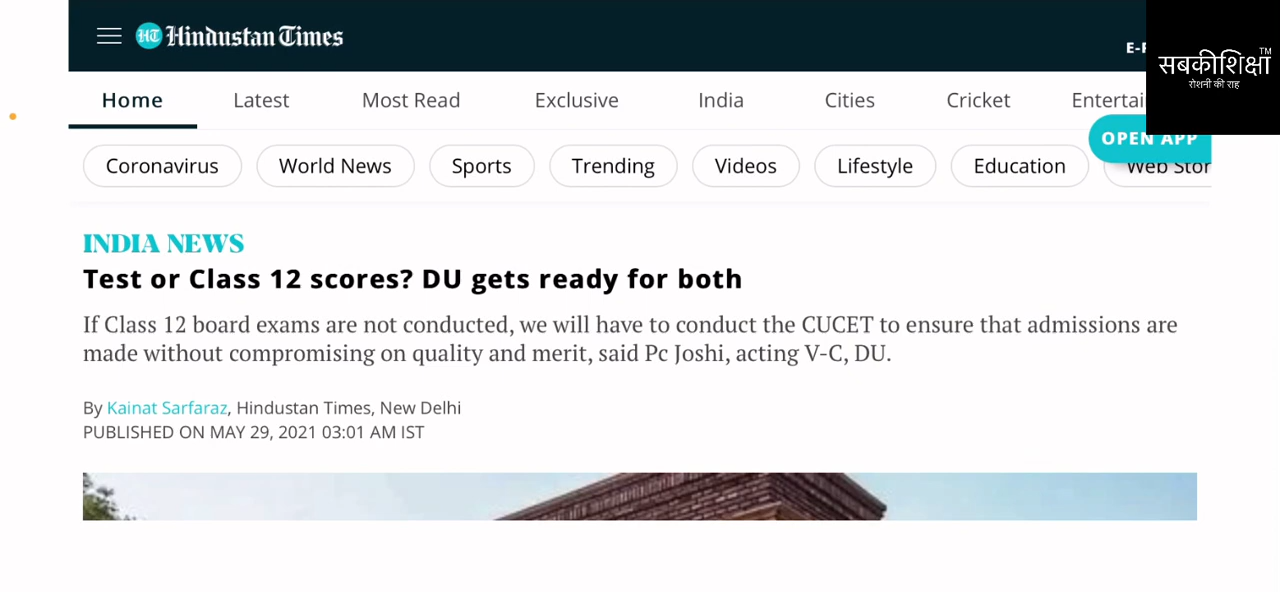 HT Hindustan Times
सबकीशिक्षा TM
रोशनी की राह
Home Latest Most Read Exclusive India Cities Cricket
OPEN APP
Coronavirus World News Sports Trending Videos Lifestyle Education Web
INDIA NEWS
Test or Class 12 scores? DU gets ready for both
If Class 12 board exams are not conducted, we will have to conduct the CUCET to ensure that admissions are
made without compromising on quality and merit, said Pc Joshi, acting V-C, DU.
By Kainat Sarfaraz, Hindustan Times, New Delhi
PUBLISHED ON MAY 29, 2021 03:01 AM IST